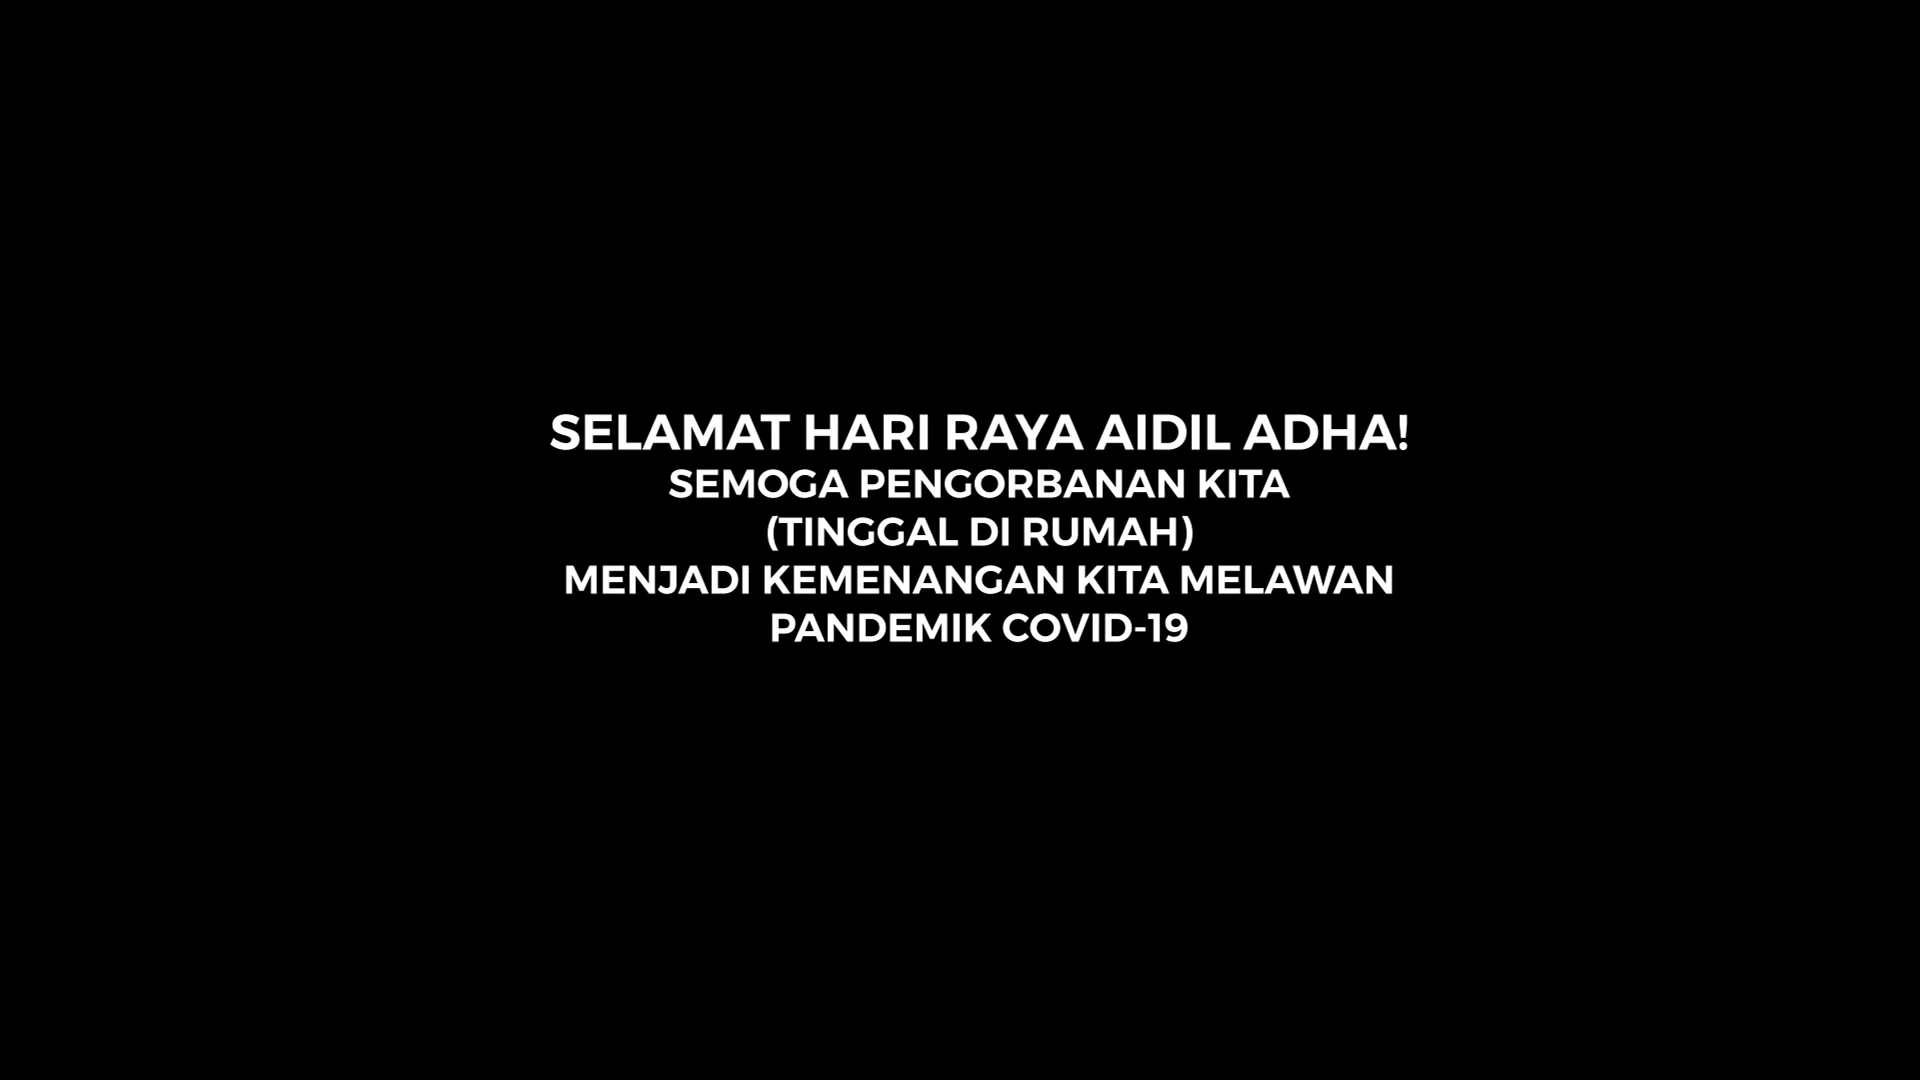 SELAMAT HARI RAYA AIDIL ADHA!
SEMOGA PENGORBANAN KITA
(TINGGAL DI RUMAH)
MENJADI KEMENANGAN KITA MELAWAN
PANDEMIK COVID-19